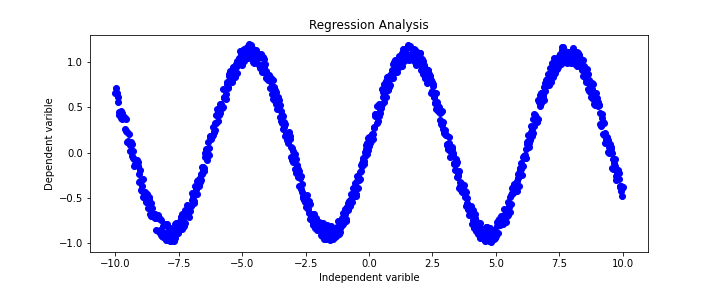 Regression Analysis
1.0
0.5
0.0
−0.5
−1.0
Dependent varible
−10.0 −7.5 −5.0 −2.5 0.0 2.5 5.0 7.5 10.0
Independent varible